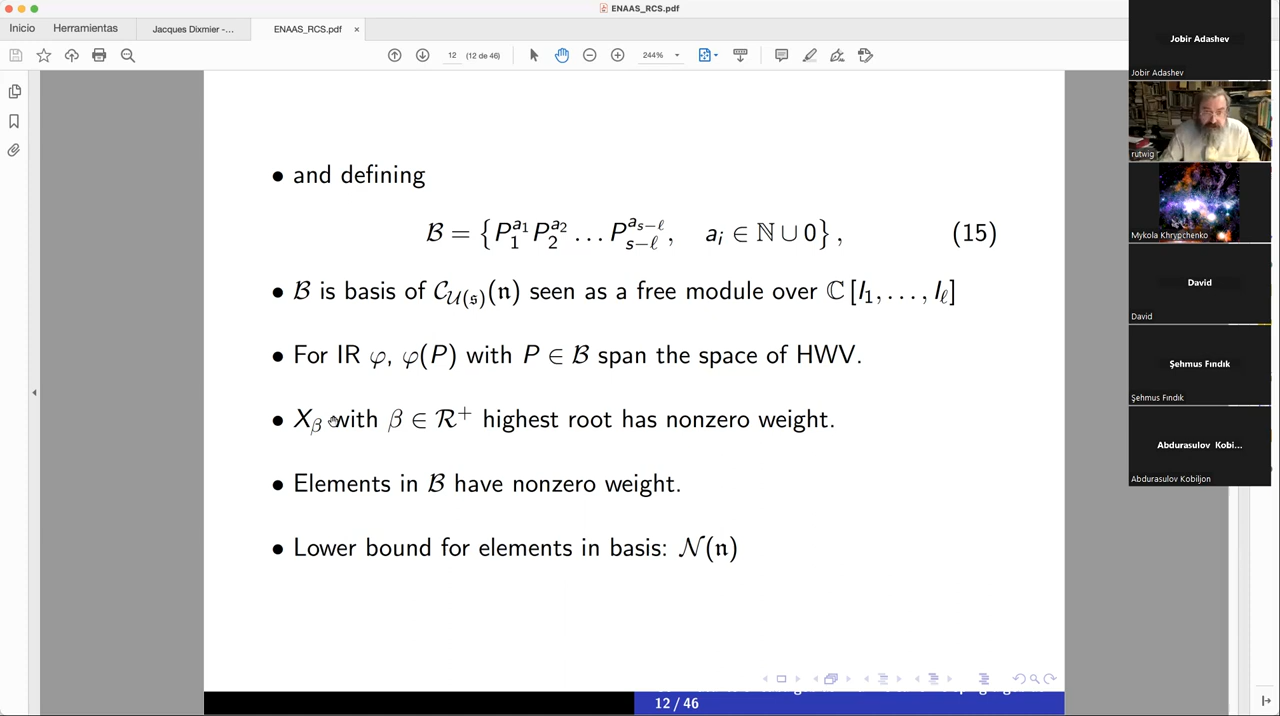 ENAAS_RCS.pdf
Inicio
Herramientas
Jacques Dixmier -...
ENAAS_RCS.pdf
12
(12 de 46)
244%
• and defining
ℬ = {P₁^{a₁} P₂^{a₂} … P_{s−ℓ}^{a_{s−ℓ}}, aᵢ ∈ ℕ ∪ 0}, (15)
• ℬ is basis of 𝒞_{𝒰(𝔰)}(𝔫) seen as a free module over ℂ [I₁, …, I_ℓ]
• For IR φ, φ(P) with P ∈ ℬ span the space of HWV.
• X_β with β ∈ ℛ⁺ highest root has nonzero weight.
• Elements in ℬ have nonzero weight.
• Lower bound for elements in basis: 𝒩(𝔫)
12 / 46
Jobir Adashev
Jobir Adashev
rutwig
Mykola Khrypchenko
David
David
Şehmus Fındık
Şehmus Fındık
Abdurasulov Kobi...
Abdurasulov Kobiljon